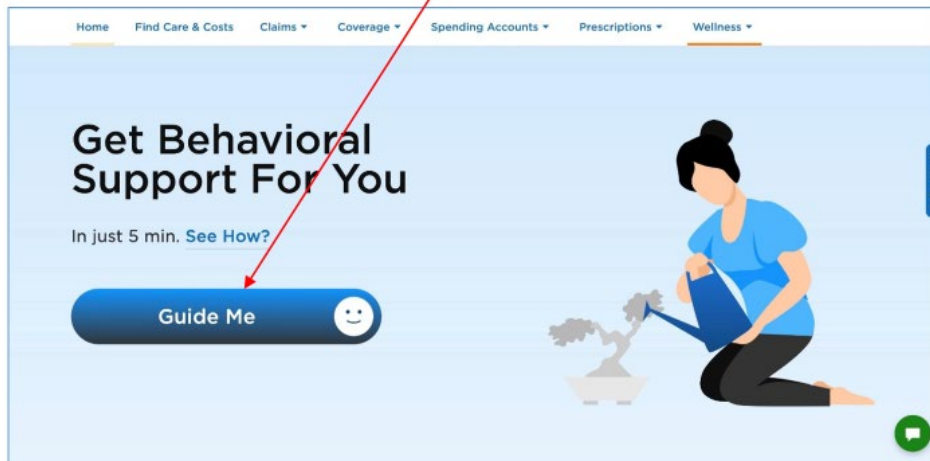 Home Find Care & Costs Claims Coverage Spending Accounts Prescriptions Wellness
Get Behavioral
Support For You
In just 5 min. See How?
Guide Me